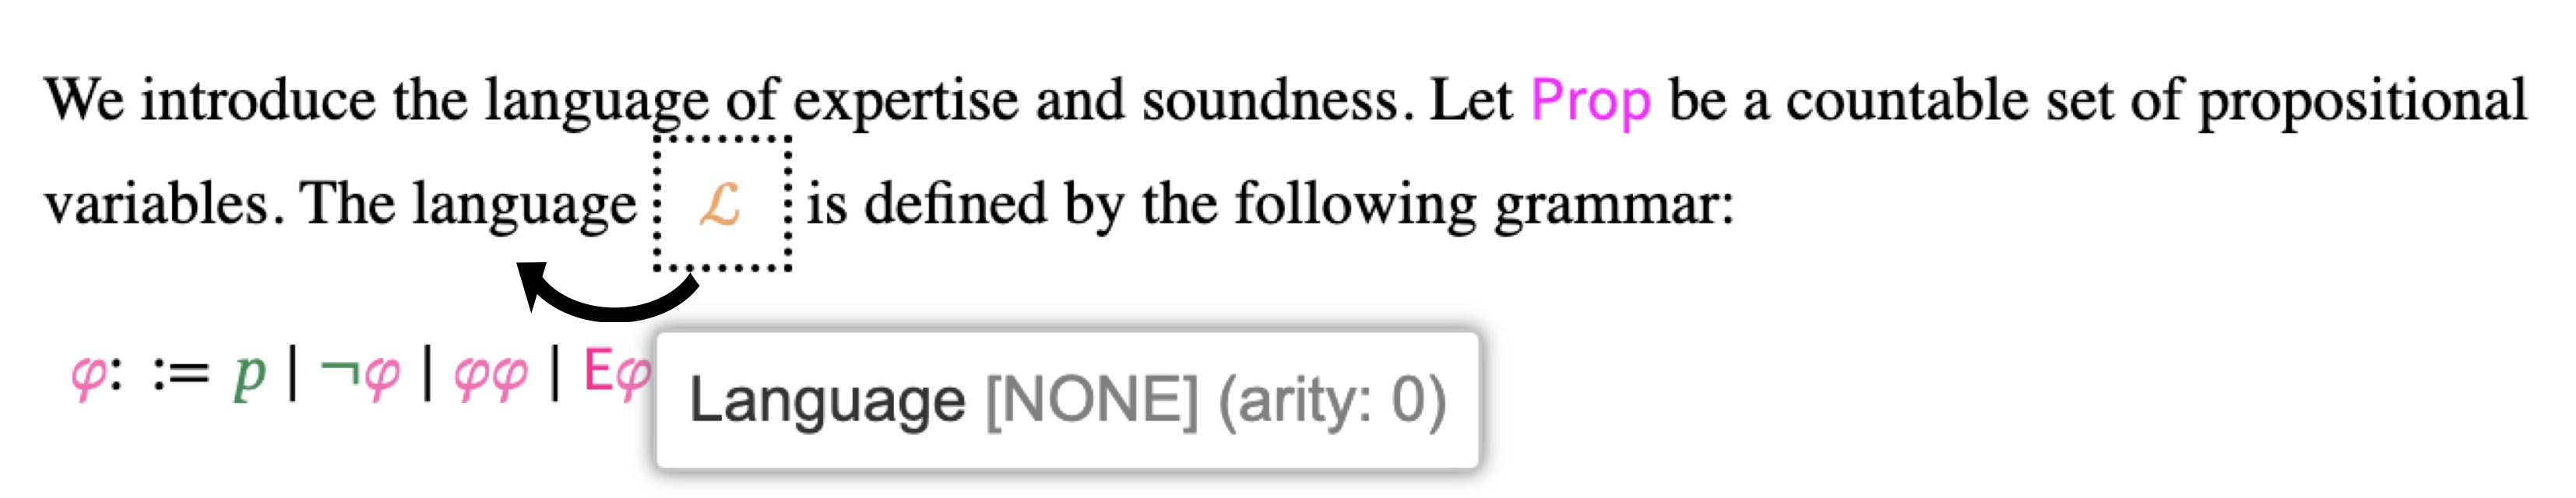 We introduce the language of expertise and soundness. Let Prop be a countable set of propositional
variables. The language ℒ is defined by the following grammar:
φ: := p | ¬φ | φφ | Eφ
Language [NONE] (arity: 0)